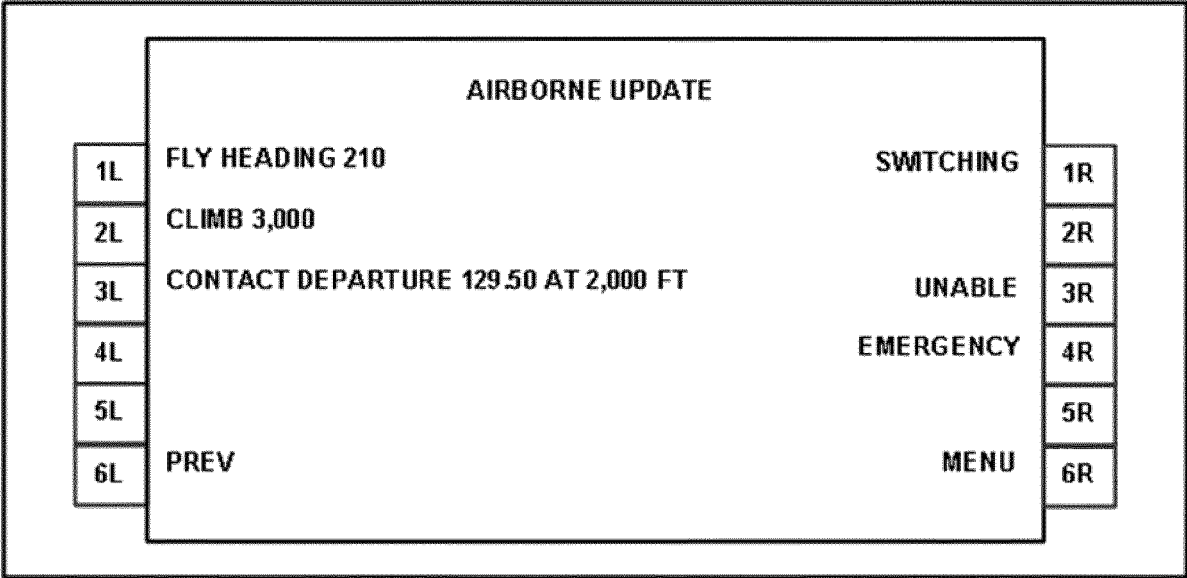 AIRBORNE UPDATE
1L FLY HEADING 210 SWITCHING 1R
2L CLIMB 3,000 2R
3L CONTACT DEPARTURE 129.50 AT 2,000 FT UNABLE 3R
4L EMERGENCY 4R
5L 5R
6L PREV MENU 6R